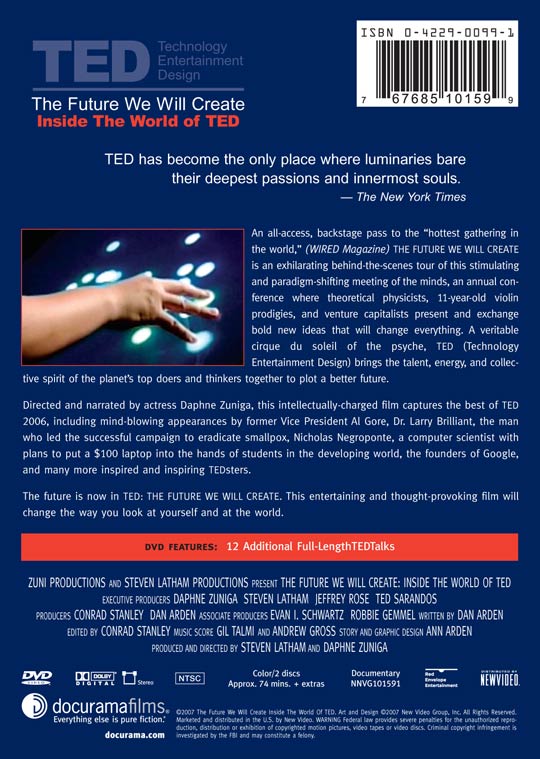 TED Technology
Entertainment
Design
The Future We Will Create
Inside The World of TED
ISBN 0-4229-0099-1
7 67685 10159 9
TED has become the only place where luminaries bare
their deepest passions and innermost souls.
— The New York Times
An all-access, backstage pass to the “hottest gathering in
the world,” (WIRED Magazine) THE FUTURE WE WILL CREATE
is an exhilarating behind-the-scenes tour of this stimulating
and paradigm-shifting meeting of the minds, an annual con-
ference where theoretical physicists, 11-year-old violin
prodigies, and venture capitalists present and exchange
bold new ideas that will change everything. A veritable
cirque du soleil of the psyche, TED (Technology
Entertainment Design) brings the talent, energy, and collec-
tive spirit of the planet’s top doers and thinkers together to plot a better future.
Directed and narrated by actress Daphne Zuniga, this intellectually-charged film captures the best of TED
2006, including mind-blowing appearances by former Vice President Al Gore, Dr. Larry Brilliant, the man
who led the successful campaign to eradicate smallpox, Nicholas Negroponte, a computer scientist with
plans to put a $100 laptop into the hands of students in the developing world, the founders of Google,
and many more inspired and inspiring TEDsters.
The future is now in TED: THE FUTURE WE WILL CREATE. This entertaining and thought-provoking film will
change the way you look at yourself and at the world.
DVD FEATURES: 12 Additional Full-LengthTEDTalks
ZUNI PRODUCTIONS AND STEVEN LATHAM PRODUCTIONS PRESENT THE FUTURE WE WILL CREATE: INSIDE THE WORLD OF TED
EXECUTIVE PRODUCERS DAPHNE ZUNIGA STEVEN LATHAM JEFFREY ROSE TED SARANDOS
PRODUCERS CONRAD STANLEY DAN ARDEN ASSOCIATE PRODUCERS EVAN I. SCHWARTZ ROBBIE GEMMEL WRITTEN BY DAN ARDEN
EDITED BY CONRAD STANLEY MUSIC SCORE GIL TALMI AND ANDREW GROSS STORY AND GRAPHIC DESIGN ANN ARDEN
PRODUCED AND DIRECTED BY STEVEN LATHAM AND DAPHNE ZUNIGA
DVD
DOLBY DIGITAL
Stereo
NTSC
Color/2 discs
Approx. 74 mins. + extras
Documentary
NNVG101591
Red
Envelope
Entertainment
DISTRIBUTED BY
NEWVIDEO
docuramafilms®
Everything else is pure fiction.
docurama.com
©2007 The Future We Will Create Inside The World Of TED. Art and Design ©2007 New Video Group, Inc. All Rights Reserved.
Marketed and distributed in the U.S. by New Video. WARNING Federal law provides severe penalties for the unauthorized repro-
duction, distribution or exhibition of copyrighted motion pictures, video tapes or video discs. Criminal copyright infringement is
investigated by the FBI and may constitute a felony.